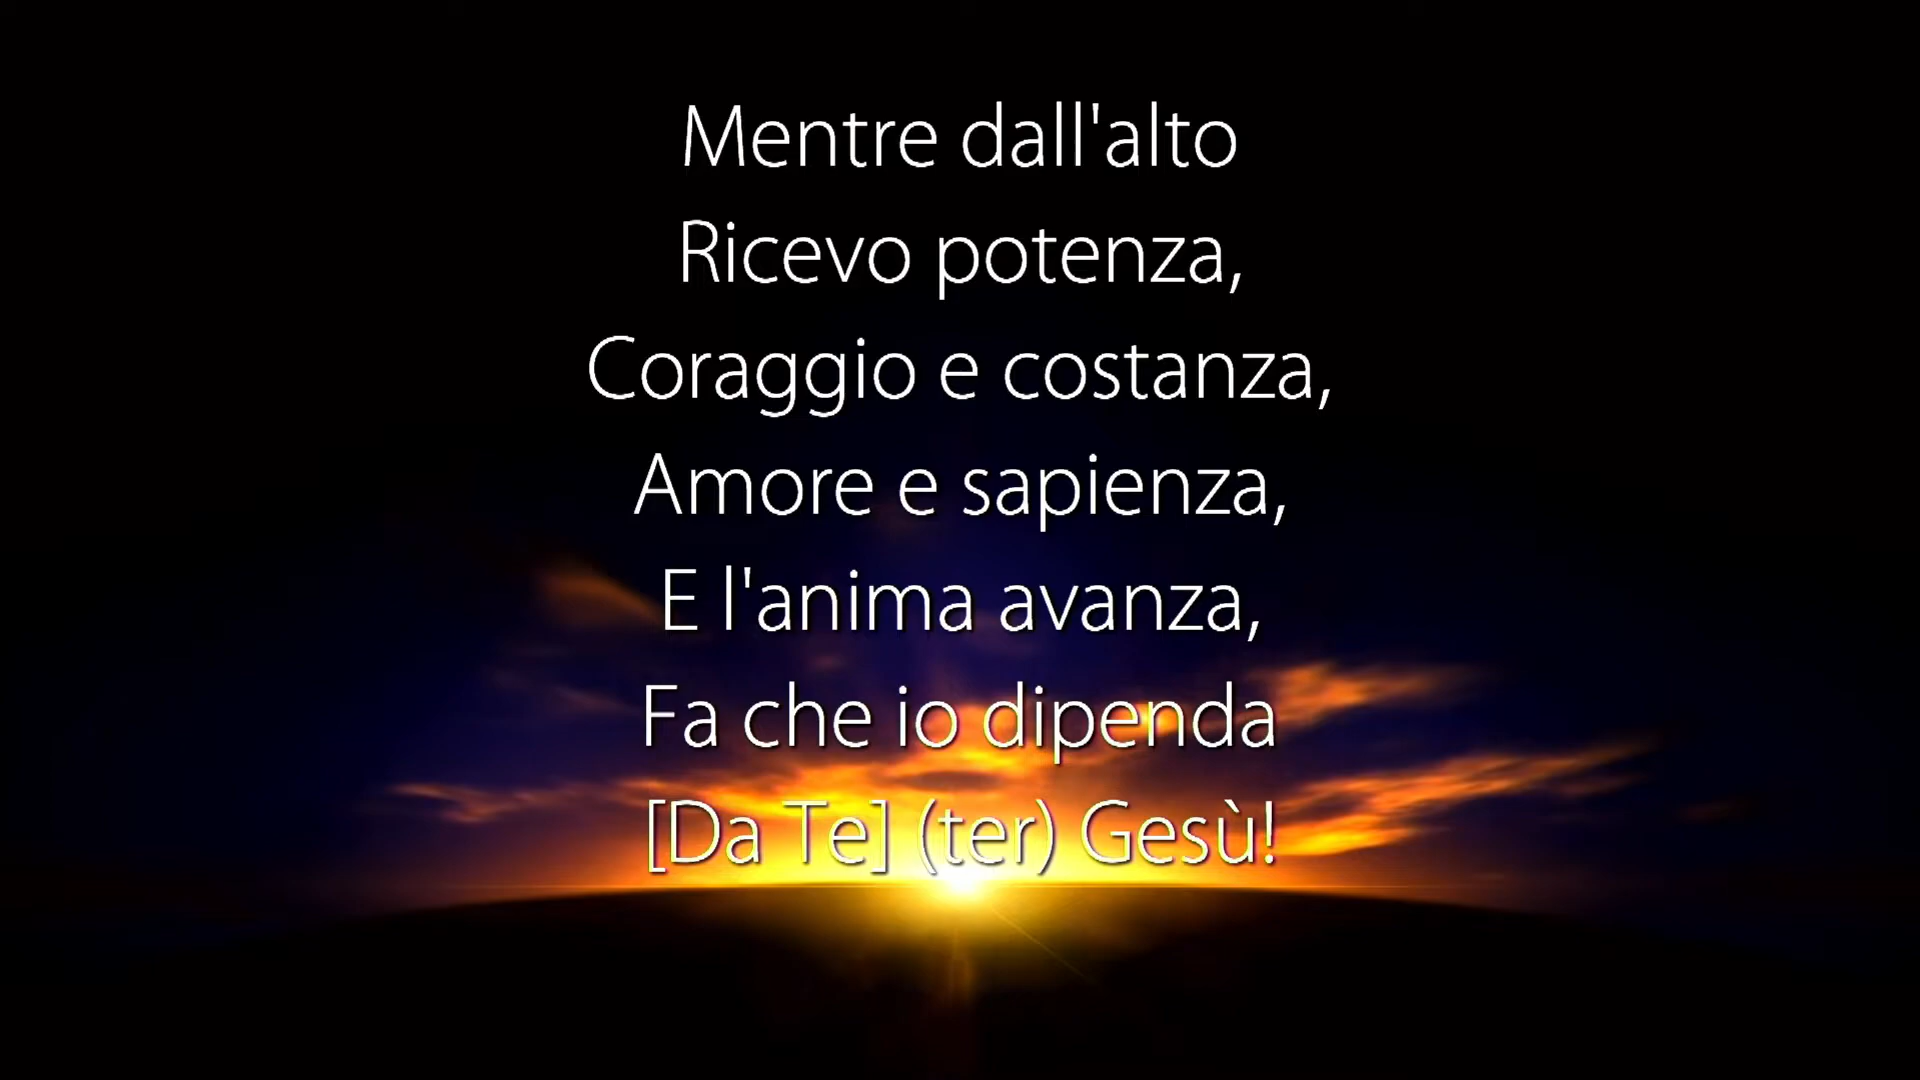 Mentre dall'alto
Ricevo potenza,
Coraggio e costanza,
Amore e sapienza,
E l'anima avanza,
Fa che io dipenda
[Da Te] (ter) Gesù!